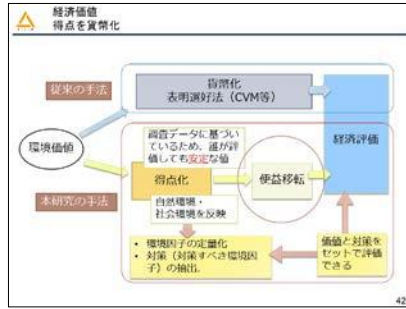 経済価値
得点を貨幣化
従来の手法
貨幣化
表明選好法（CVM等）
経済評価
環境価値
調査データに基づい
ているため、誰が評
価しても安定な値
得点化
便益移転
本研究の手法
自然環境・
社会環境を反映
• 環境因子の定量化
• 対策（対策すべき環境因
子）の抽出。
価値と対策を
セットで評価
できる
42